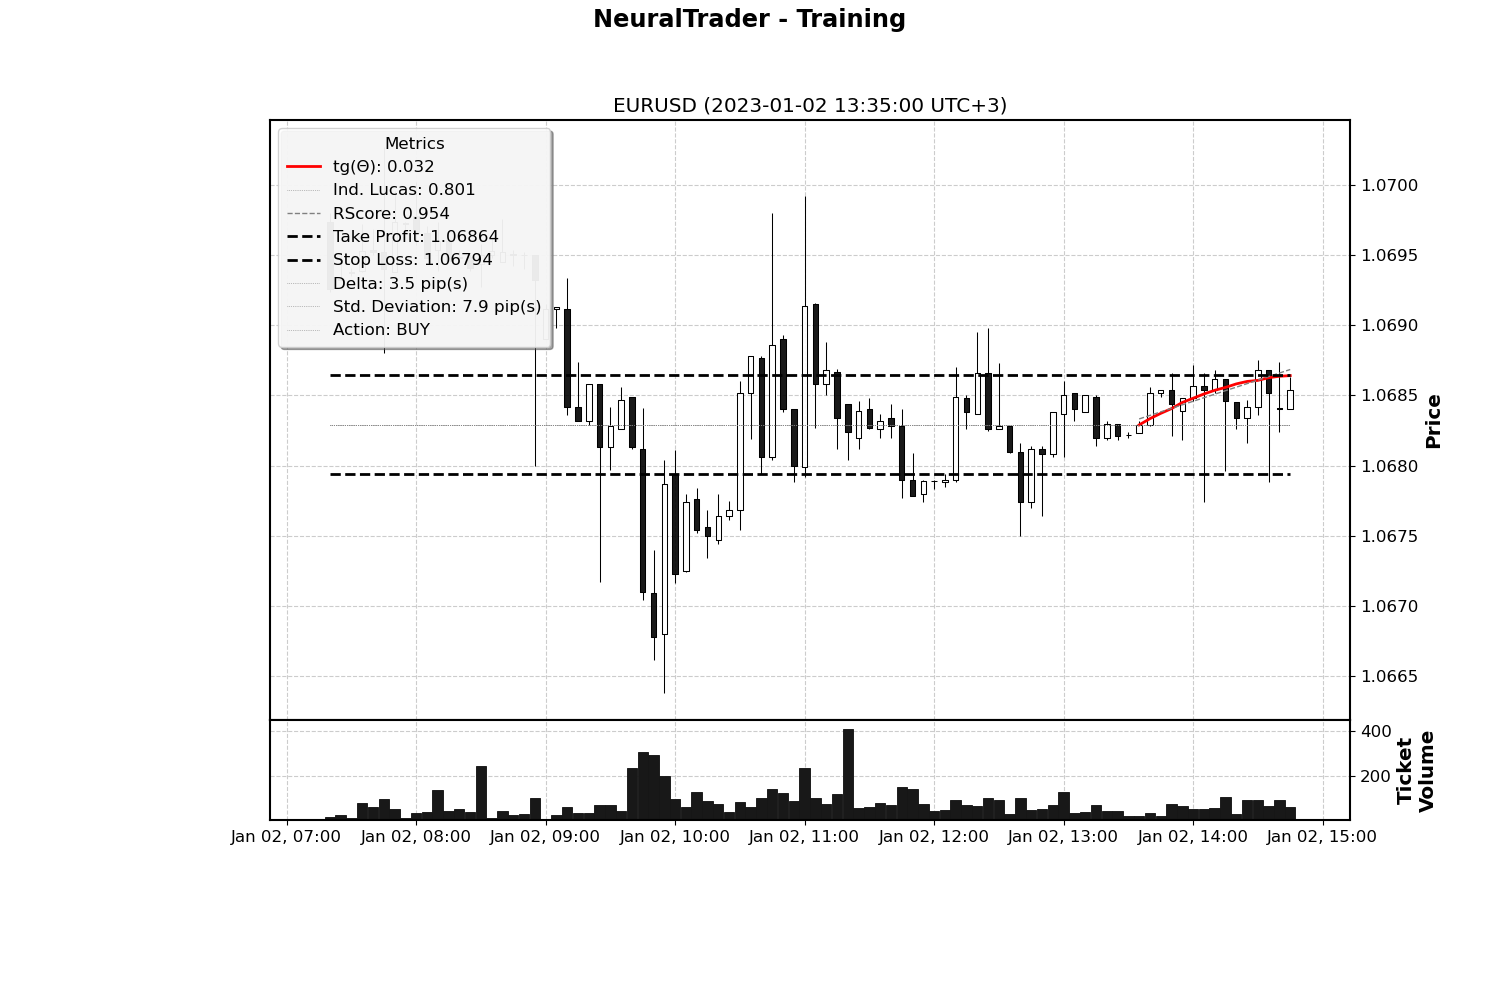 NeuralTrader - Training
EURUSD (2023-01-02 13:35:00 UTC+3)
Metrics
tg(Θ): 0.032
Ind. Lucas: 0.801
RScore: 0.954
Take Profit: 1.06864
Stop Loss: 1.06794
Delta: 3.5 pip(s)
Std. Deviation: 7.9 pip(s)
Action: BUY
1.0700
1.0695
1.0690
1.0685
1.0680
1.0675
1.0670
1.0665
Price
400
200
Ticket
Volume
Jan 02, 07:00 Jan 02, 08:00 Jan 02, 09:00 Jan 02, 10:00 Jan 02, 11:00 Jan 02, 12:00 Jan 02, 13:00 Jan 02, 14:00 Jan 02, 15:00